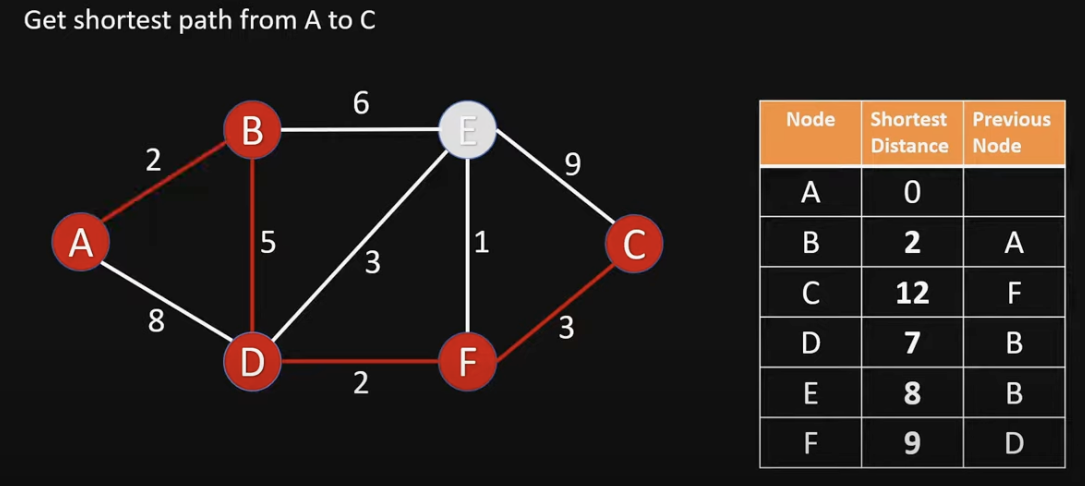 Get shortest path from A to C
6
B
E
2
9
A
5
3
1
C
8
3
D
F
2
Node Shortest Distance Previous Node
A 0
B 2 A
C 12 F
D 7 B
E 8 B
F 9 D